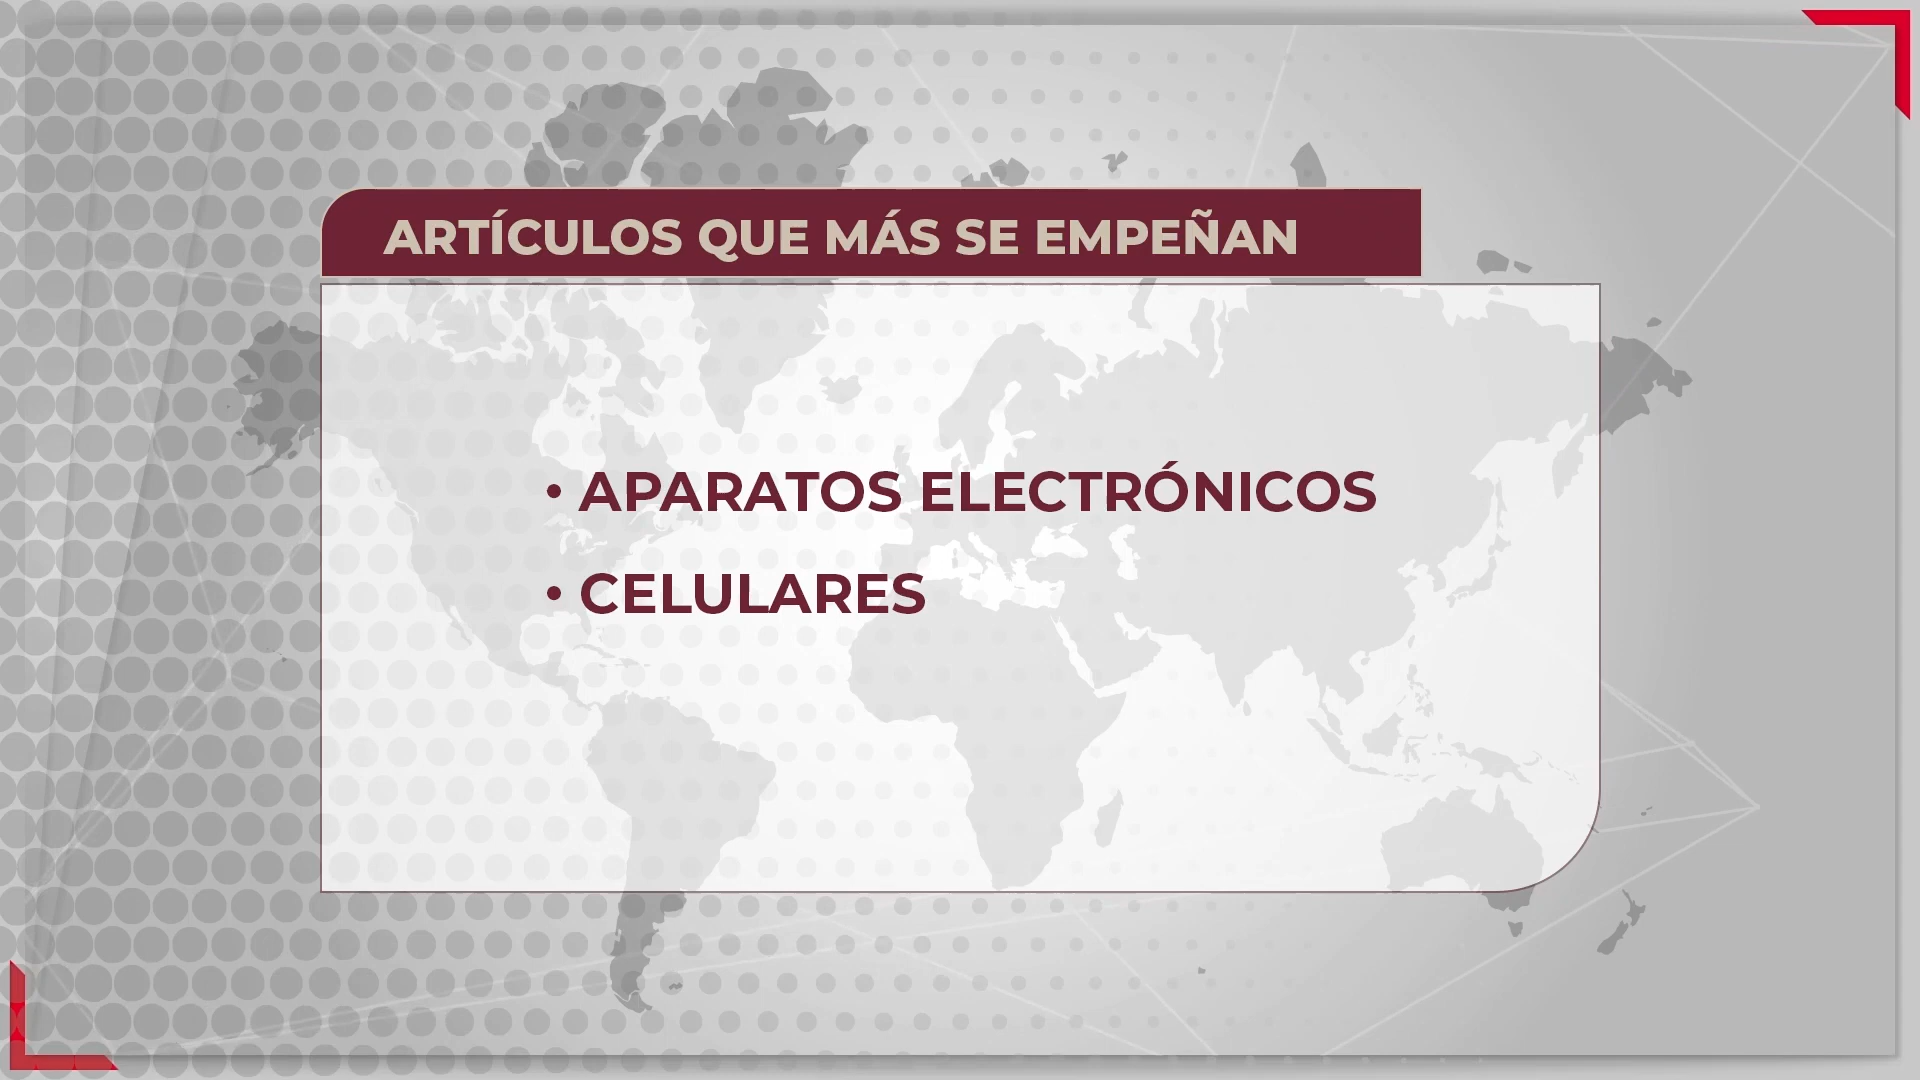 ARTÍCULOS QUE MÁS SE EMPEÑAN
• APARATOS ELECTRÓNICOS
• CELULARES